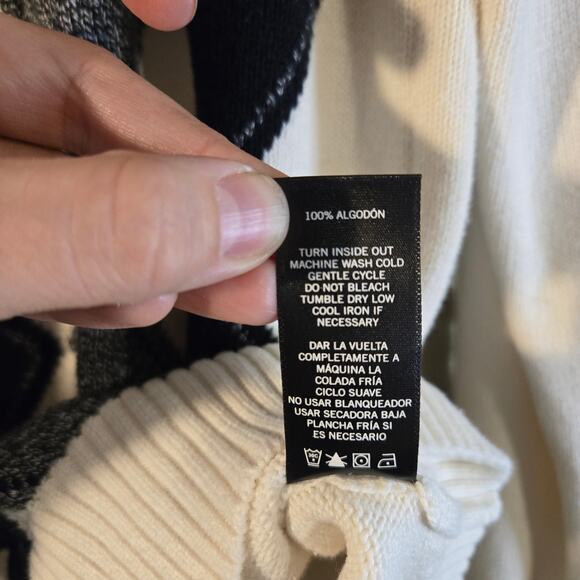 100% ALGODÓN
TURN INSIDE OUT
MACHINE WASH COLD
GENTLE CYCLE
DO NOT BLEACH
TUMBLE DRY LOW
COOL IRON IF
NECESSARY
DAR LA VUELTA
COMPLETAMENTE A
MÁQUINA LA
COLADA FRÍA
CICLO SUAVE
NO USAR BLANQUEADOR
USAR SECADORA BAJA
PLANCHA FRÍA SI
ES NECESARIO